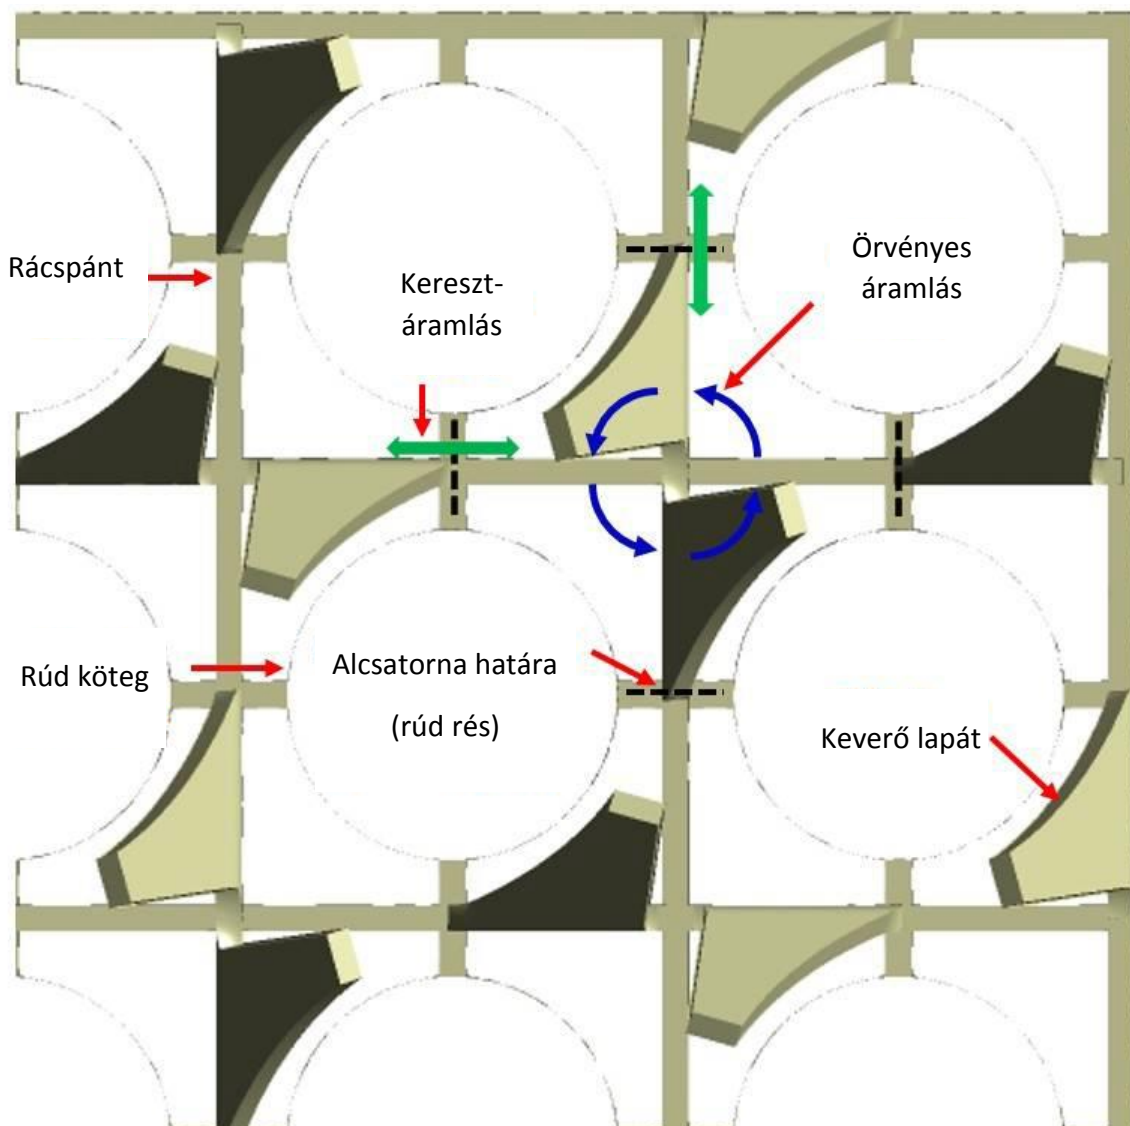 Rácspánt
Kereszt-
áramlás
Örvényes
áramlás
Rúd köteg
Alcsatorna határa
(rúd rés)
Keverő lapát